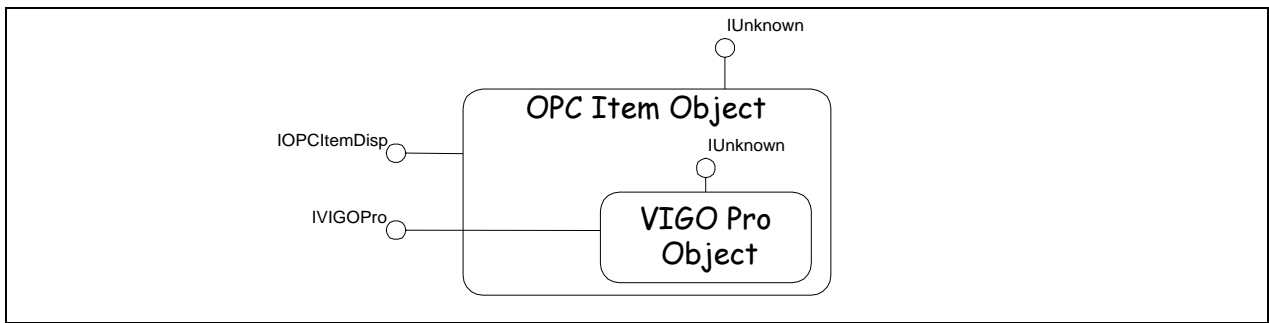 IUnknown
OPC Item Object
IOPCItemDisp
IUnknown
IVIGOPro
VIGO Pro
Object